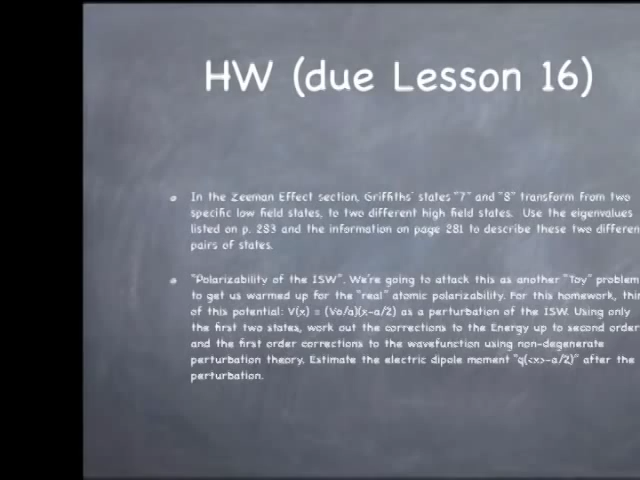 HW (due Lesson 16)
In the Zeeman Effect section, Griffiths' states "7" and "8" transform from two
specific low field states, to two different high field states. Use the eigenvalues
listed on p. 283 and the information on page 281 to describe these two differen
pairs of states.
"Polarizability of the ISW". We're going to attack this as another "Toy" problem
to get us warmed up for the "real" atomic polarizability. For this homework, thin
of this potential: V(x) = (Vo/a)(x-a/2) as a perturbation of the ISW. Using only
the first two states, work out the corrections to the Energy up to second order
and the first order corrections to the wavefunction using non-degenerate
perturbation theory. Estimate the electric dipole moment "q(<x>-a/2)" after the
perturbation.